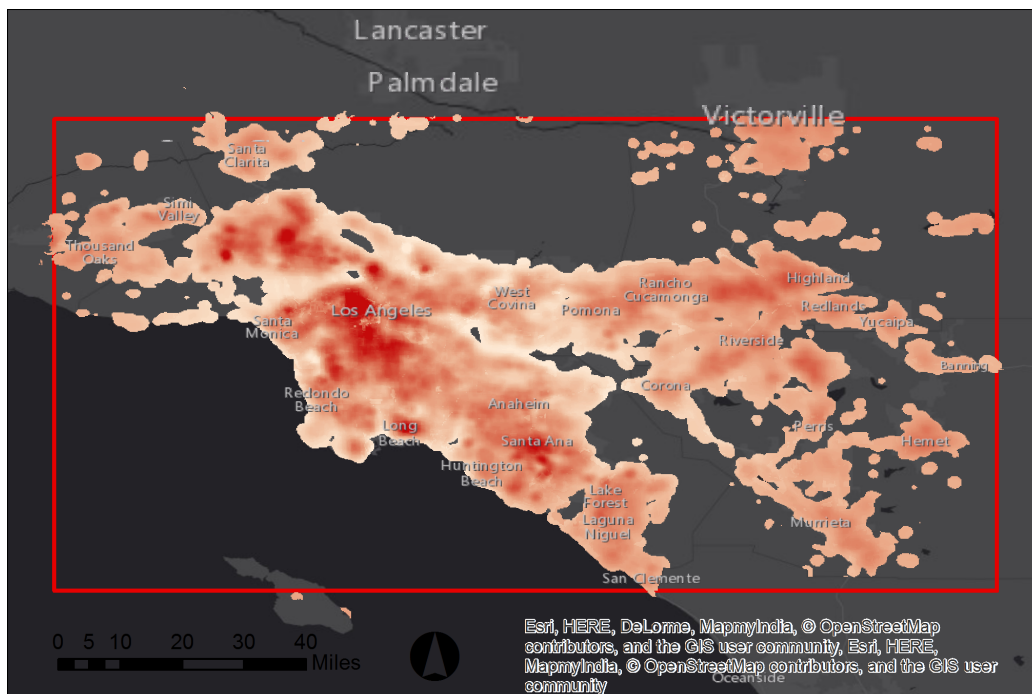 Lancaster
Palmdale
Victorville
Santa
Clarita
Simi
Valley
Thousand
Oaks
Highland
Rancho
Cucamonga
West
Covina
Pomona
Redlands
Los Angeles
Yucaipa
Santa
Monica
Riverside
Banning
Corona
Redondo
Beach
Anaheim
Long
Beach
Perris
Santa Ana
Hemet
Huntington
Beach
Lake
Forest
Laguna
Niguel
Murrieta
San Clemente
0 5 10 20 30 40
Miles
Esri, HERE, DeLorme, MapmyIndia, © OpenStreetMap
contributors, and the GIS user community, Esri, HERE,
MapmyIndia, © OpenStreetMap contributors, and the GIS user
community
Oceanside